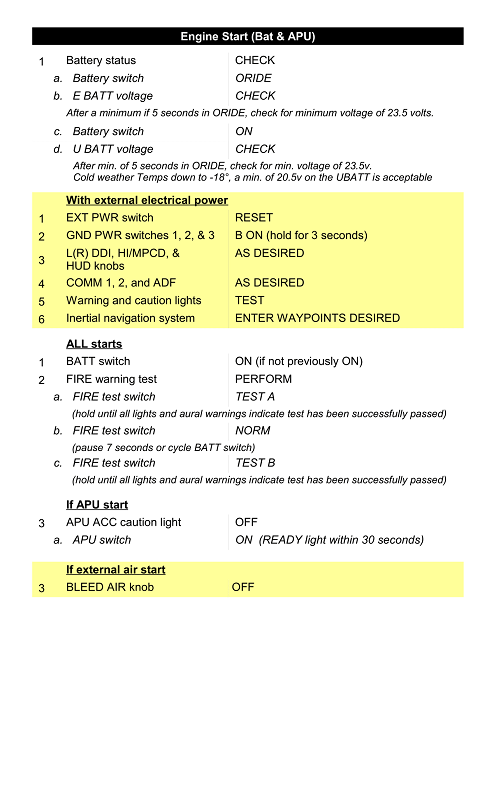 Engine Start (Bat & APU)
1 Battery status CHECK
a. Battery switch ORIDE
b. E BATT voltage CHECK
After a minimum if 5 seconds in ORIDE, check for minimum voltage of 23.5 volts.
c. Battery switch ON
d. U BATT voltage CHECK
After min. of 5 seconds in ORIDE, check for min. voltage of 23.5v.
Cold weather Temps down to -18°, a min. of 20.5v on the UBATT is acceptable
With external electrical power
1 EXT PWR switch RESET
2 GND PWR switches 1, 2, & 3 B ON (hold for 3 seconds)
3 L(R) DDI, HI/MPCD, & AS DESIRED
HUD knobs
4 COMM 1, 2, and ADF AS DESIRED
5 Warning and caution lights TEST
6 Inertial navigation system ENTER WAYPOINTS DESIRED
ALL starts
1 BATT switch ON (if not previously ON)
2 FIRE warning test PERFORM
a. FIRE test switch TEST A
(hold until all lights and aural warnings indicate test has been successfully passed)
b. FIRE test switch NORM
(pause 7 seconds or cycle BATT switch)
c. FIRE test switch TEST B
(hold until all lights and aural warnings indicate test has been successfully passed)
If APU start
3 APU ACC caution light OFF
a. APU switch ON (READY light within 30 seconds)
If external air start
3 BLEED AIR knob OFF